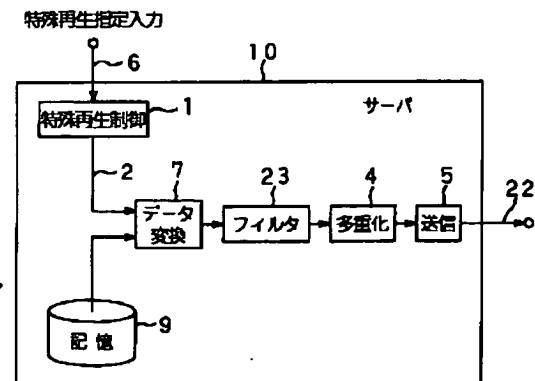 特殊再生指定入力
6
10
特殊再生制御
1
サーバ
2
7
データ
変換
23
フィルタ
4
多重化
5
送信
22
記憶
9